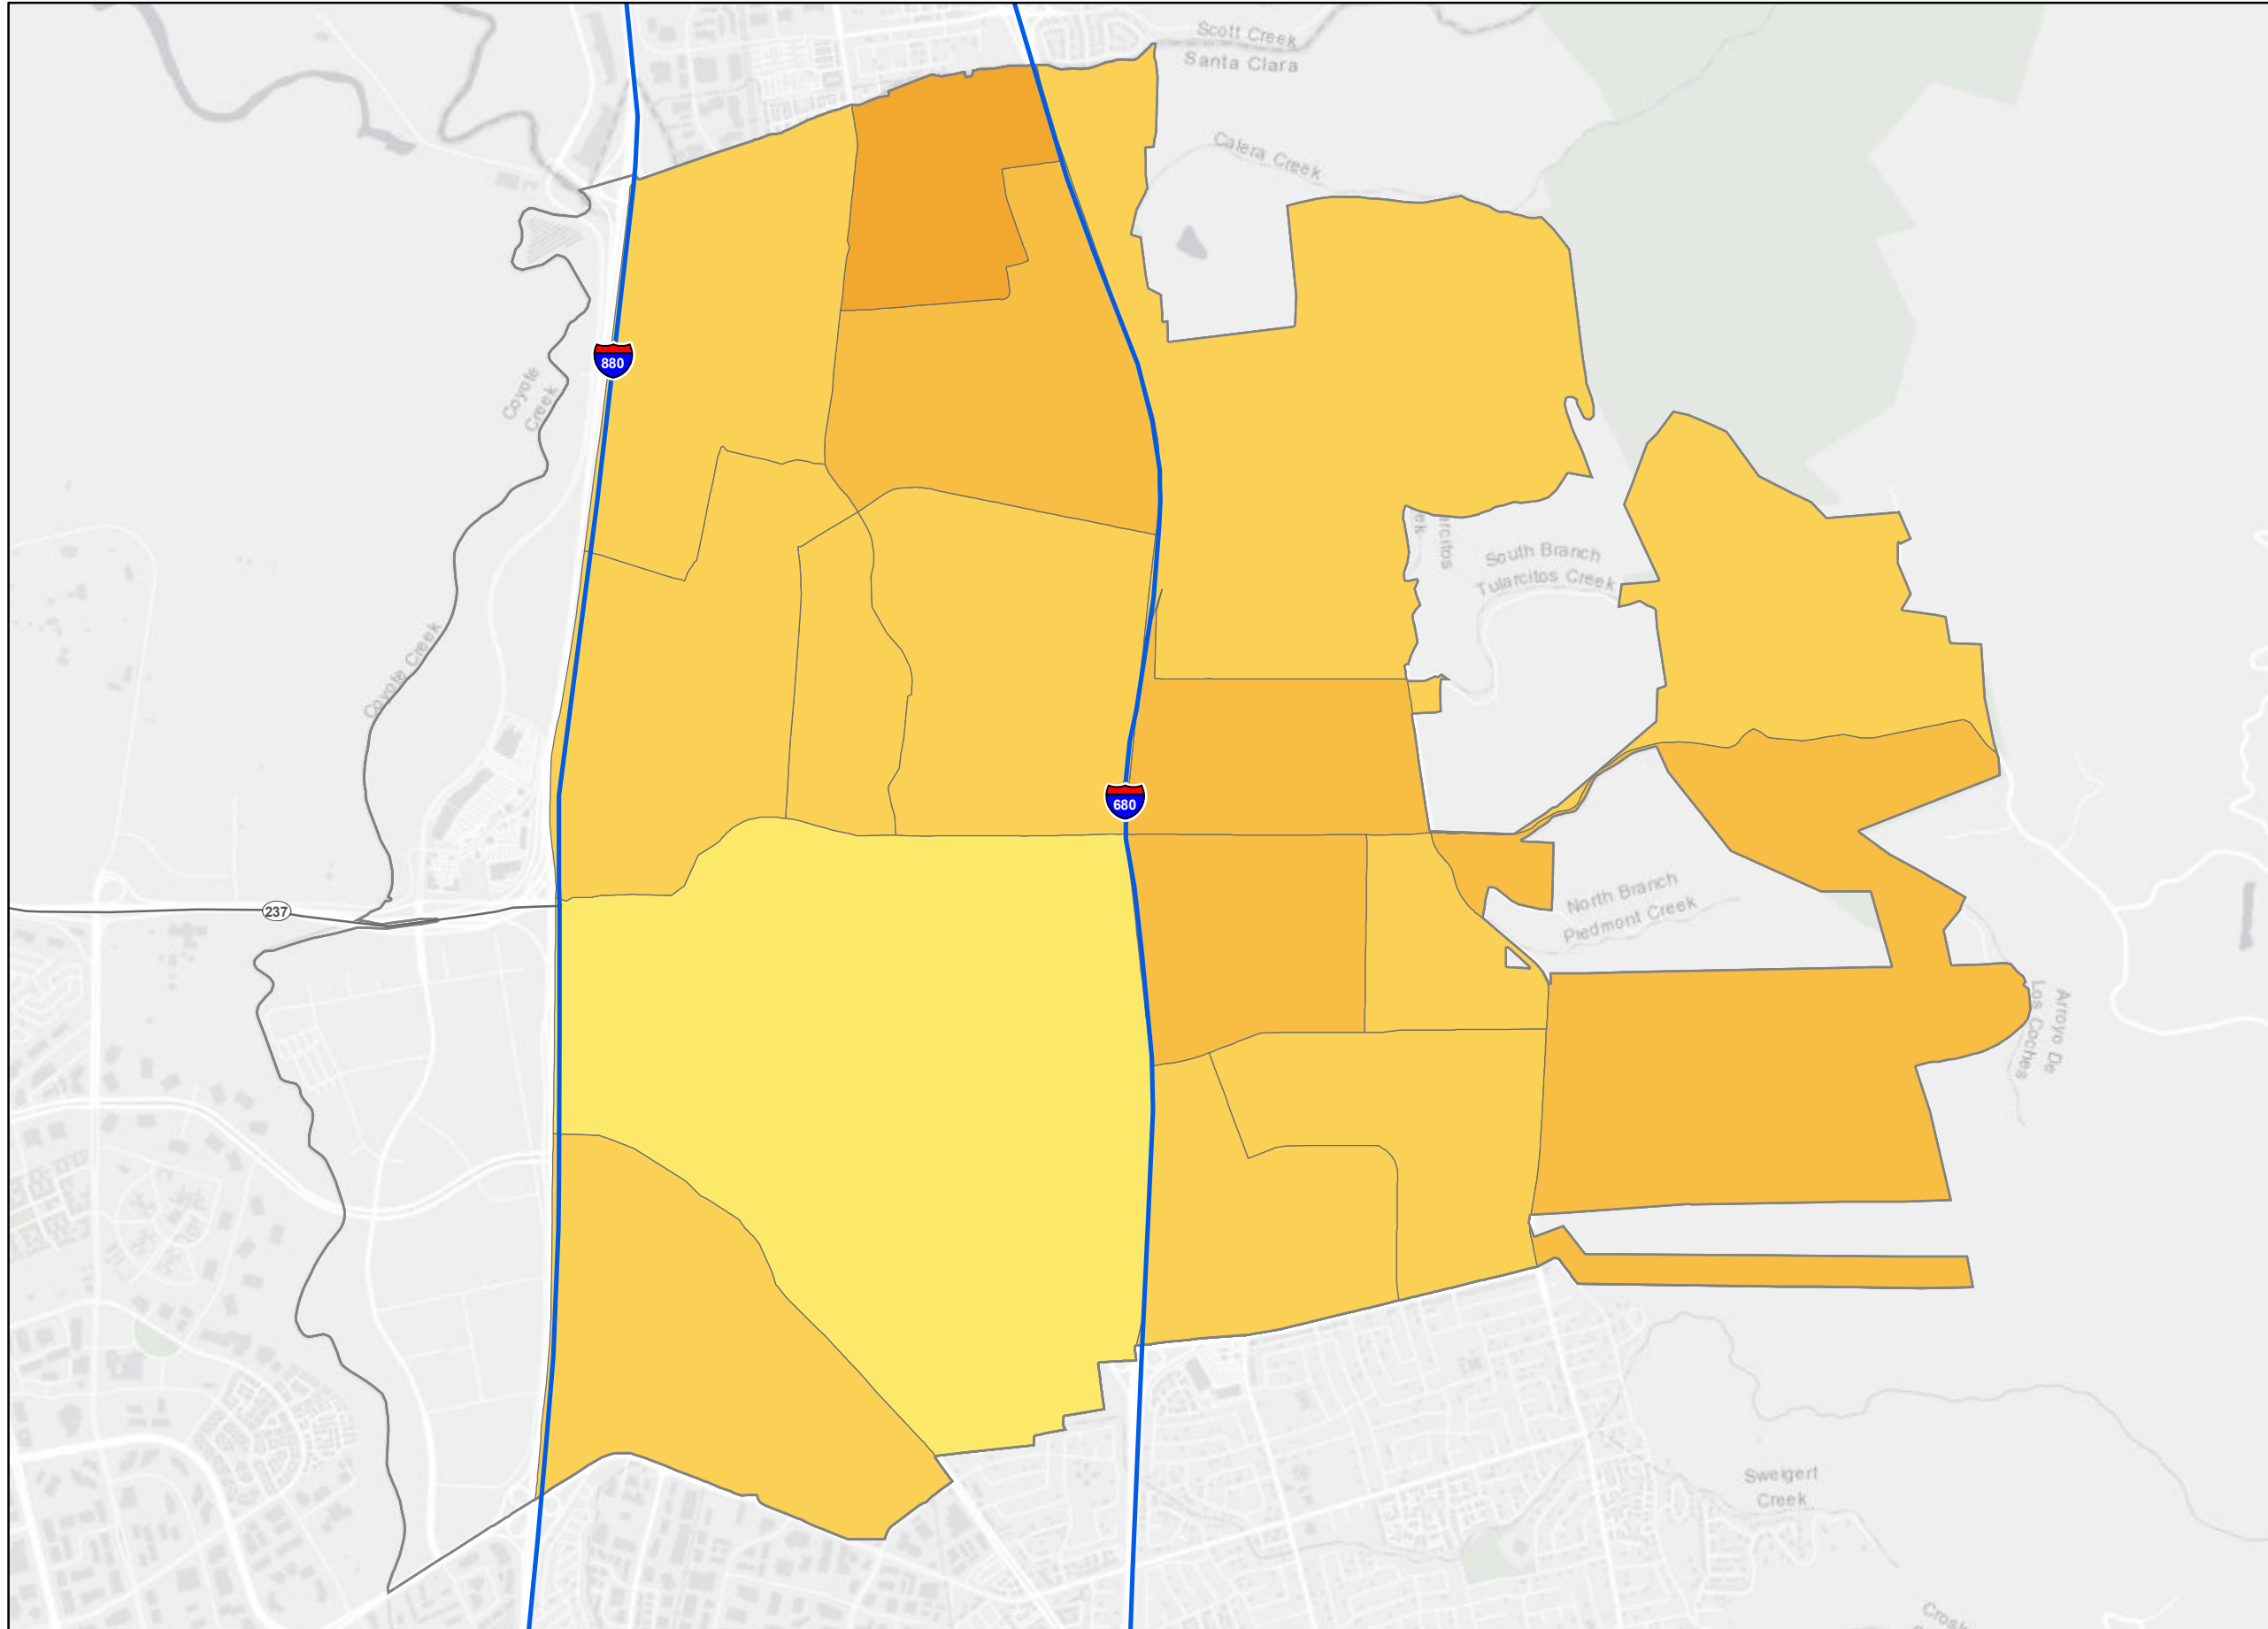 Scott Creek
Santa Clara
Calera Creek
880
Coyote
Creek
South Branch
Tularcitos Creek
Coyote Creek
680
237
North Branch
Piedmont Creek
Arroyo De
Los Coches
Sweigert
Creek